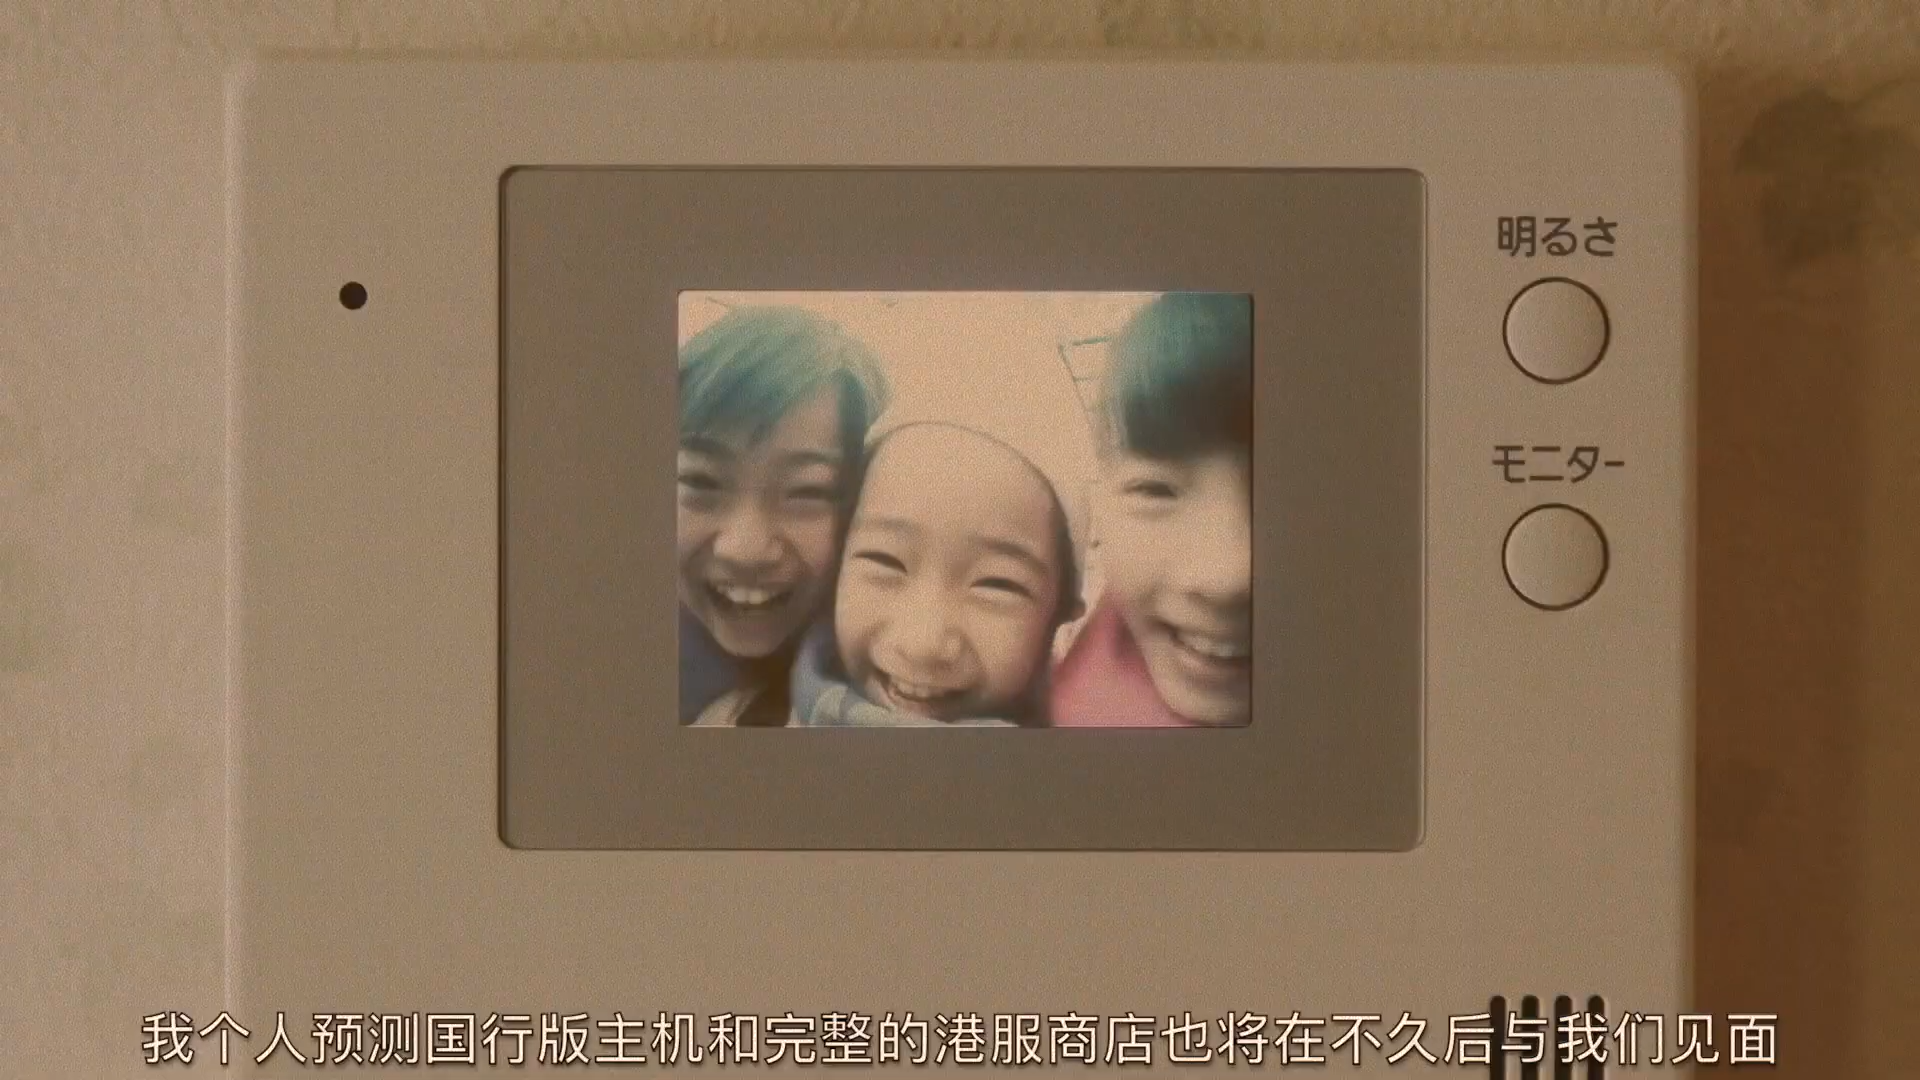 明るさ
モニター
我个人预测国行版主机和完整的港服商店也将在不久后与我们见面